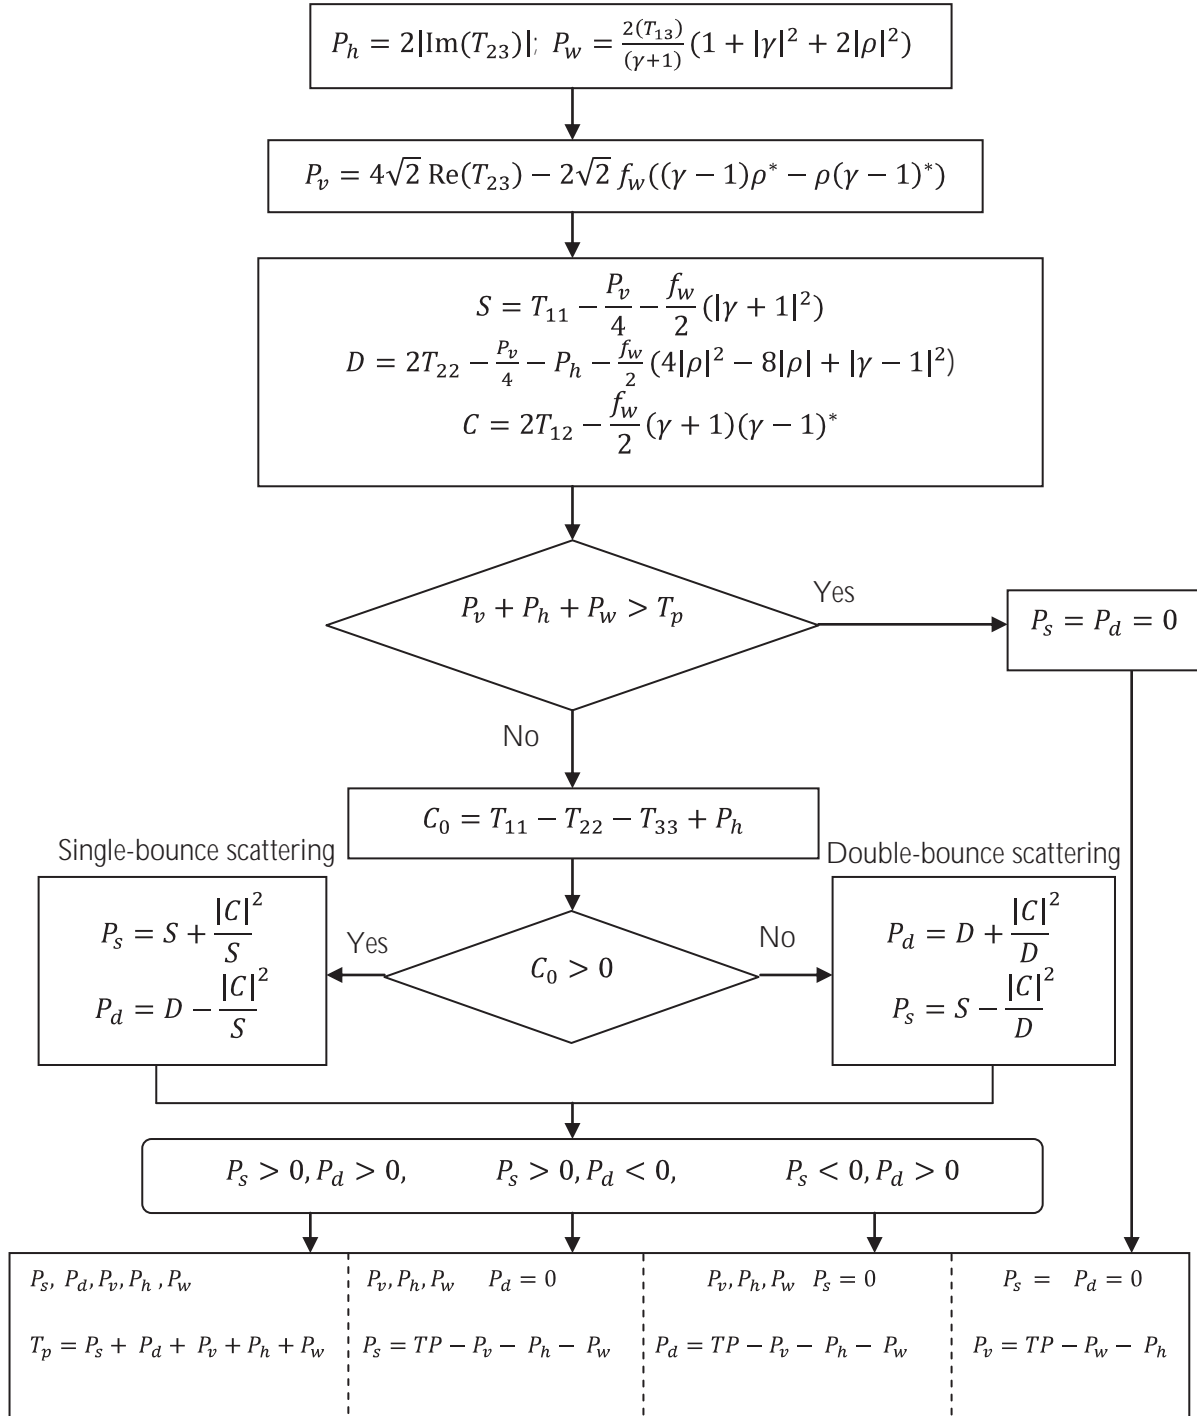 P_h = 2|Im(T_23)|; P_w = 2(T_13)/(γ+1) (1 + |γ|² + 2|ρ|²)
P_v = 4√2 Re(T_23) − 2√2 f_w((γ − 1)ρ* − ρ(γ − 1)*)
S = T_11 − P_v/4 − f_w/2 (|γ + 1|²)
D = 2T_22 − P_v/4 − P_h − f_w/2 (4|ρ|² − 8|ρ| + |γ − 1|²)
C = 2T_12 − f_w/2 (γ + 1)(γ − 1)*
P_v + P_h + P_w > T_p
Yes
P_s = P_d = 0
No
C_0 = T_11 − T_22 − T_33 + P_h
Single-bounce scattering
Double-bounce scattering
P_s = S + |C|²/S
P_d = D − |C|²/S
Yes
C_0 > 0
No
P_d = D + |C|²/D
P_s = S − |C|²/D
P_s > 0, P_d > 0, P_s > 0, P_d < 0, P_s < 0, P_d > 0
P_s, P_d, P_v, P_h , P_w
T_p = P_s + P_d + P_v + P_h + P_w
P_v, P_h, P_w P_d = 0
P_s = TP − P_v − P_h − P_w
P_v, P_h, P_w P_s = 0
P_d = TP − P_v − P_h − P_w
P_s = P_d = 0
P_v = TP − P_w − P_h